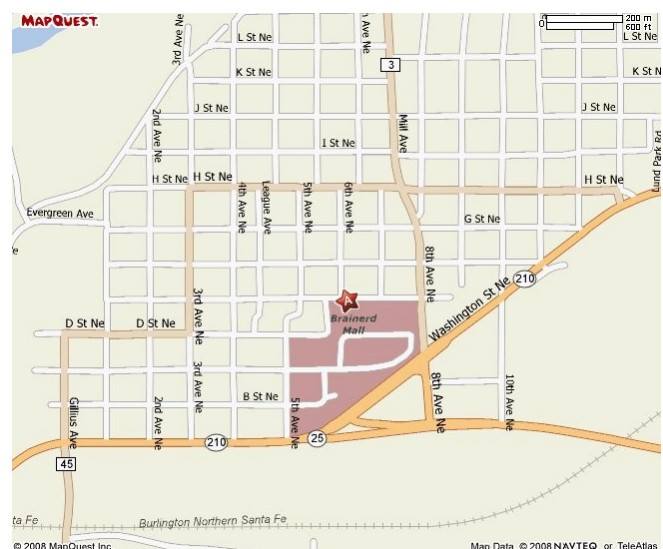 MAPQUEST.
200 m
0
600 ft
3rd Ave Ne
L St Ne
L St Ne
3
K St Ne
K St N
2nd Ave Ne
J St Ne
J St Ne
Mill Ave
I St Ne
H St Ne
H St Ne
H St Ne
4th Ave Ne
League Ave
5th Ave Ne
6th Ave Ne
Evergreen Ave
G St Ne
8th Ave Ne
210
Washington St Ne
A
Brainerd
Mall
3rd Ave Ne
D St Ne
D St Ne
3rd Ave Ne
Gillius Ave
2nd Ave Ne
B St Ne
5th Ave Ne
8th Ave Ne
10th Ave Ne
210
25
45
ta Fe
Burlington Northern Santa Fe
© 2008 MapQuest Inc
Map Data © 2008 NAVTEQ or TeleAtlas